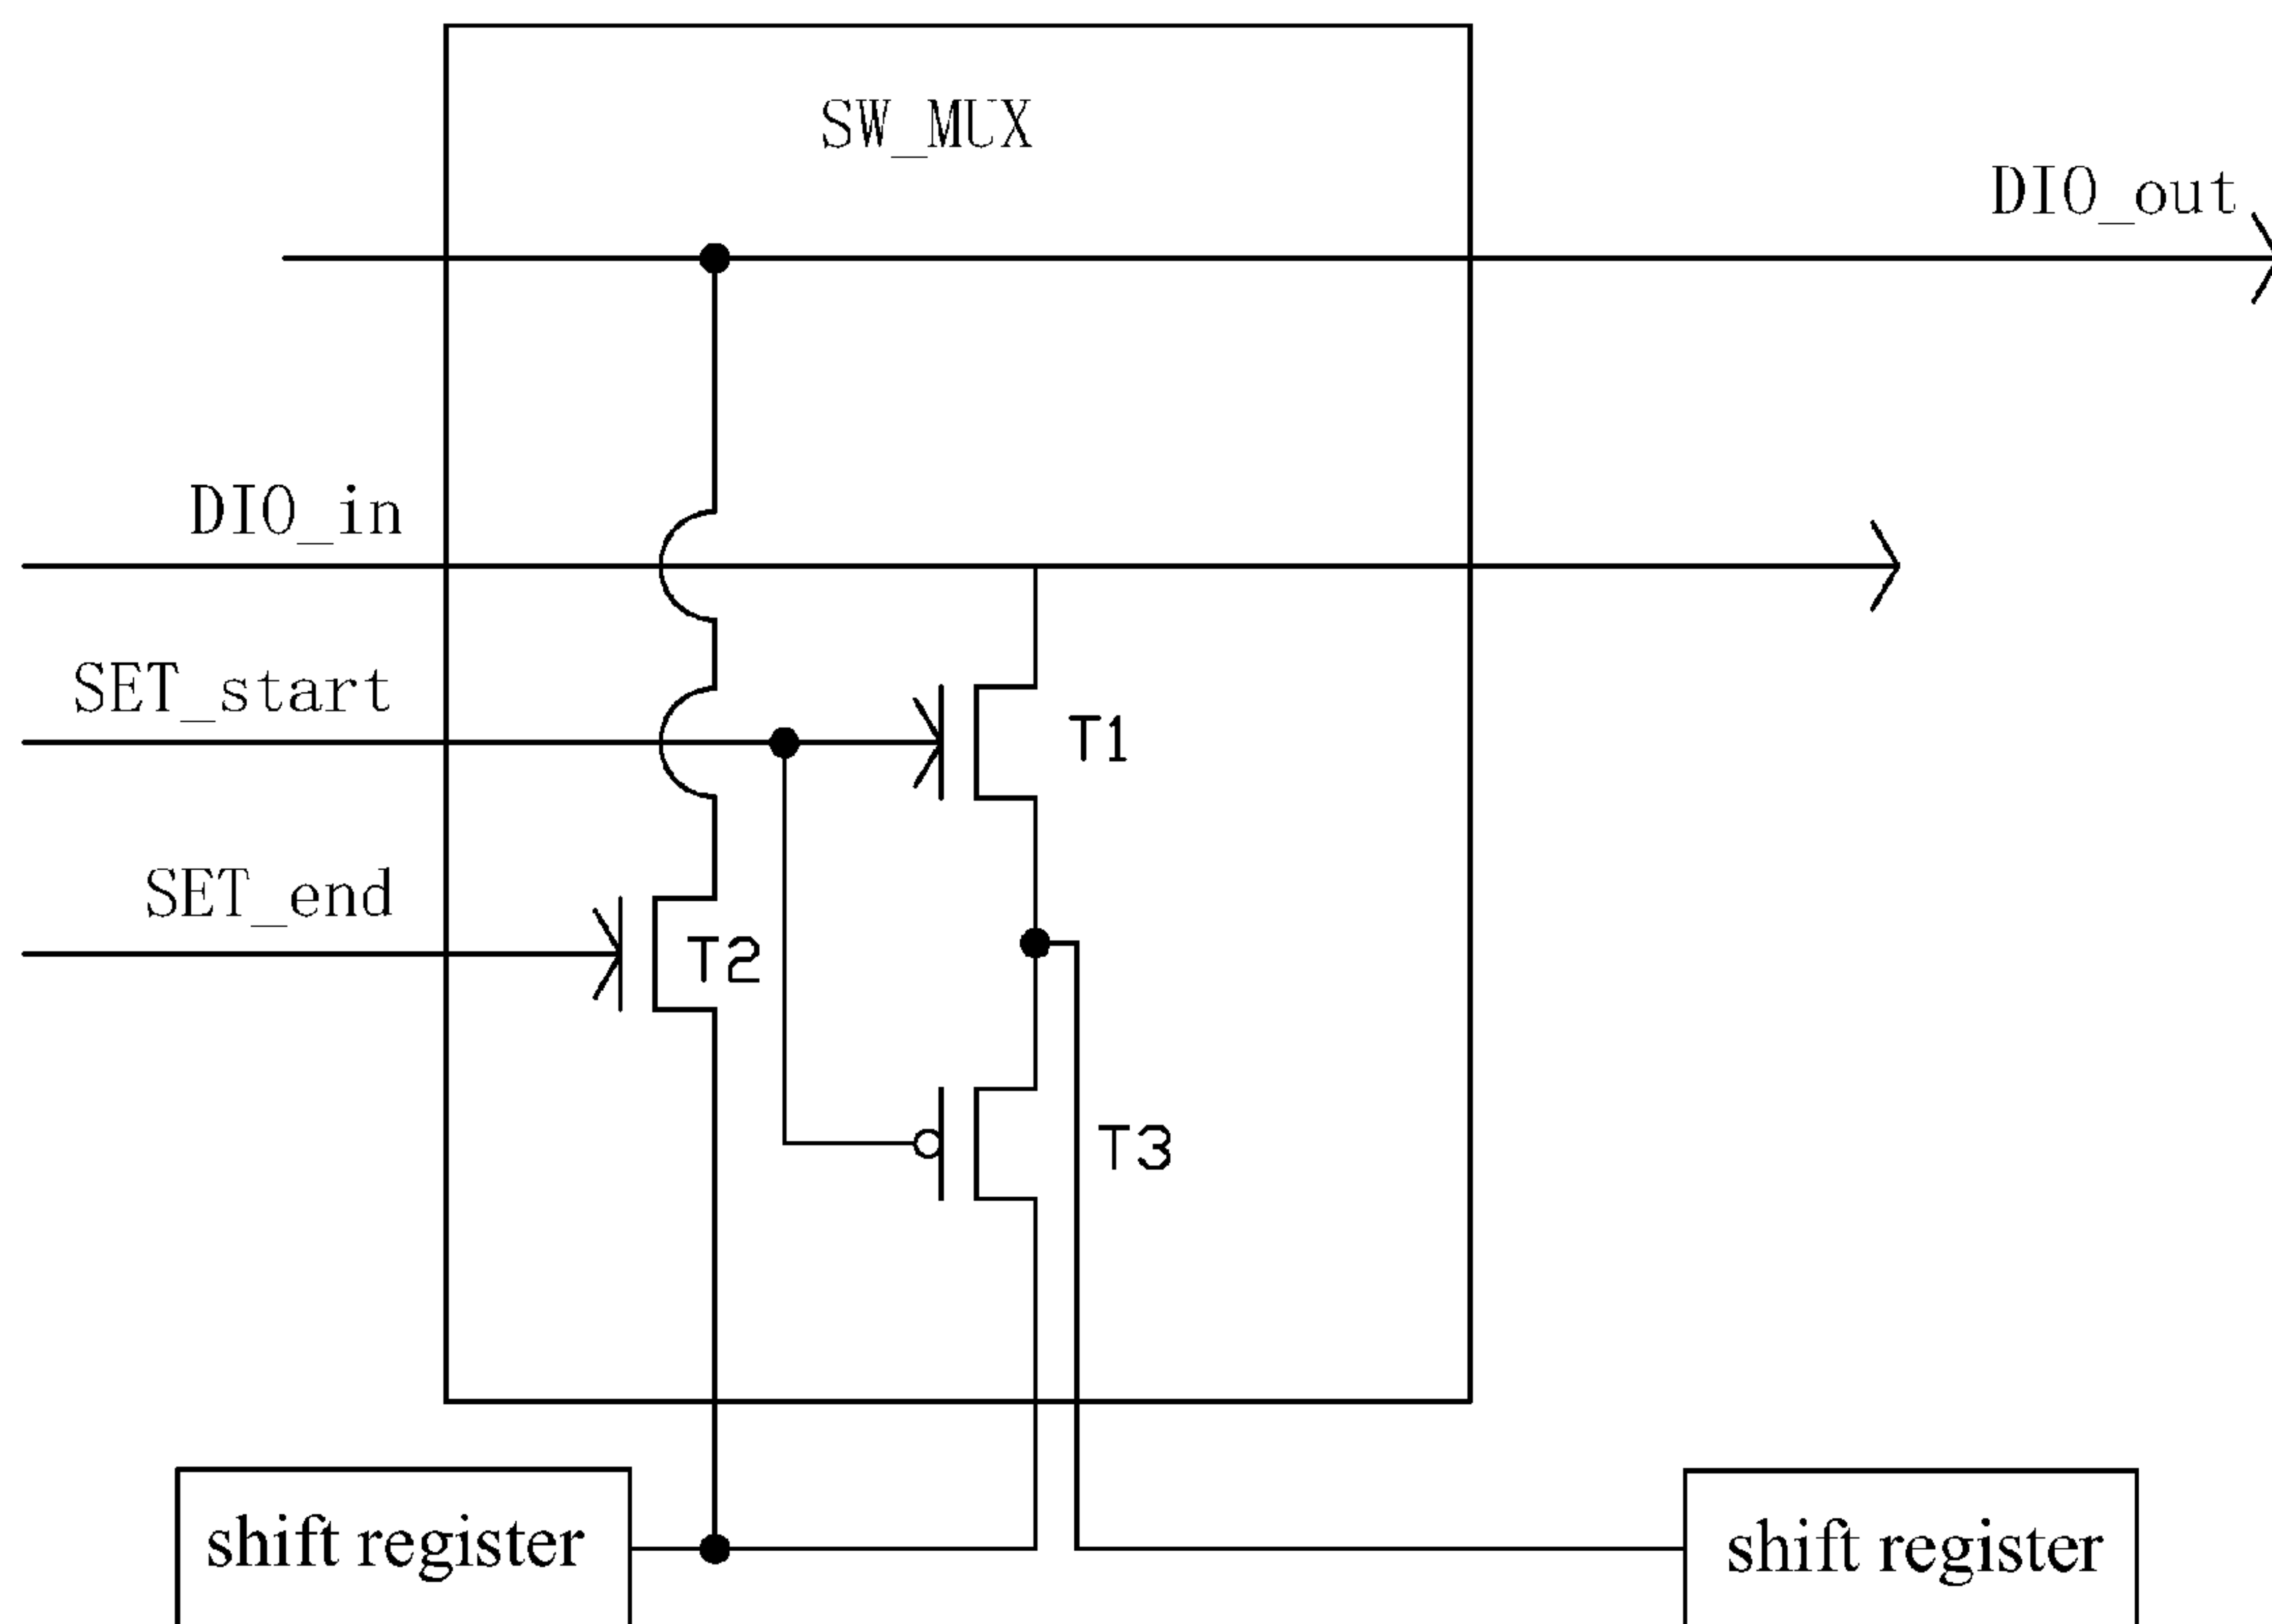 SW_MUX
DIO_out
DIO_in
SET_start
T1
SET_end
T2
T3
shift register
shift register